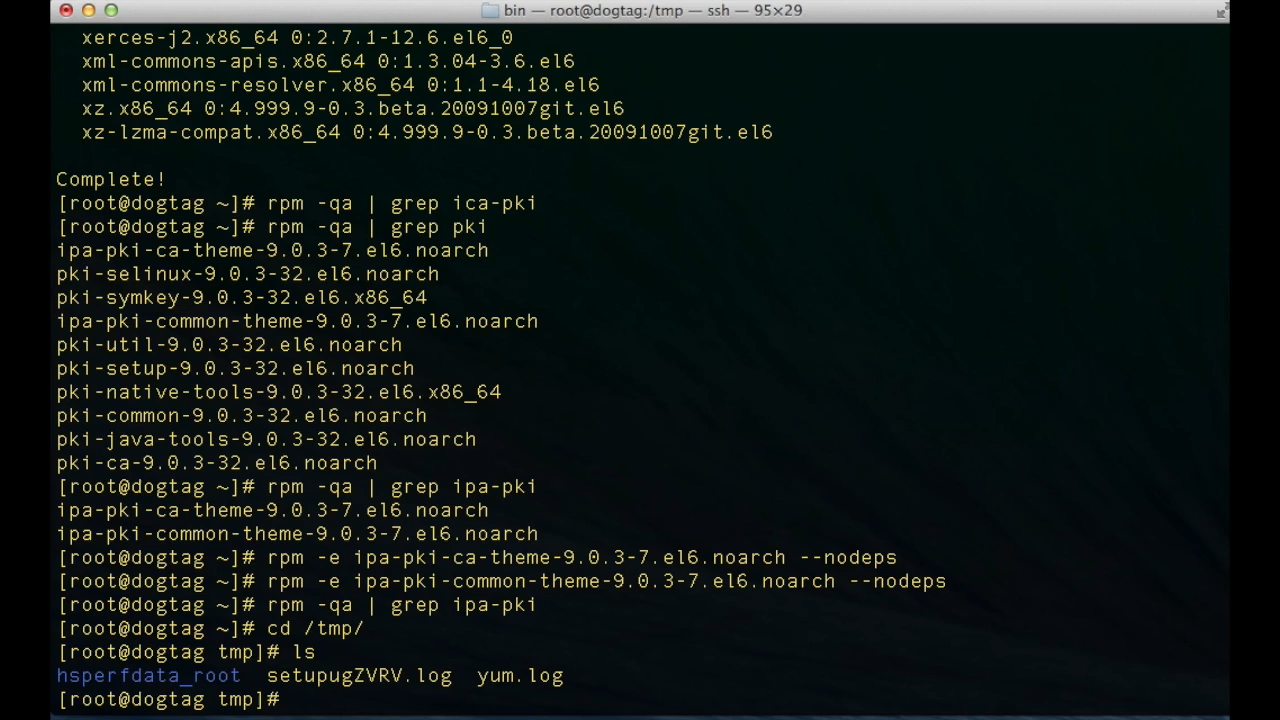 bin — root@dogtag:/tmp — ssh — 95×29
xerces-j2.x86_64 0:2.7.1-12.6.el6_0
xml-commons-apis.x86_64 0:1.3.04-3.6.el6
xml-commons-resolver.x86_64 0:1.1-4.18.el6
xz.x86_64 0:4.999.9-0.3.beta.20091007git.el6
xz-lzma-compat.x86_64 0:4.999.9-0.3.beta.20091007git.el6
Complete!
[root@dogtag ~]# rpm -qa | grep ica-pki
[root@dogtag ~]# rpm -qa | grep pki
ipa-pki-ca-theme-9.0.3-7.el6.noarch
pki-selinux-9.0.3-32.el6.noarch
pki-symkey-9.0.3-32.el6.x86_64
ipa-pki-common-theme-9.0.3-7.el6.noarch
pki-util-9.0.3-32.el6.noarch
pki-setup-9.0.3-32.el6.noarch
pki-native-tools-9.0.3-32.el6.x86_64
pki-common-9.0.3-32.el6.noarch
pki-java-tools-9.0.3-32.el6.noarch
pki-ca-9.0.3-32.el6.noarch
[root@dogtag ~]# rpm -qa | grep ipa-pki
ipa-pki-ca-theme-9.0.3-7.el6.noarch
ipa-pki-common-theme-9.0.3-7.el6.noarch
[root@dogtag ~]# rpm -e ipa-pki-ca-theme-9.0.3-7.el6.noarch --nodeps
[root@dogtag ~]# rpm -e ipa-pki-common-theme-9.0.3-7.el6.noarch --nodeps
[root@dogtag ~]# rpm -qa | grep ipa-pki
[root@dogtag ~]# cd /tmp/
[root@dogtag tmp]# ls
hsperfdata_root  setupugZVRV.log  yum.log
[root@dogtag tmp]#